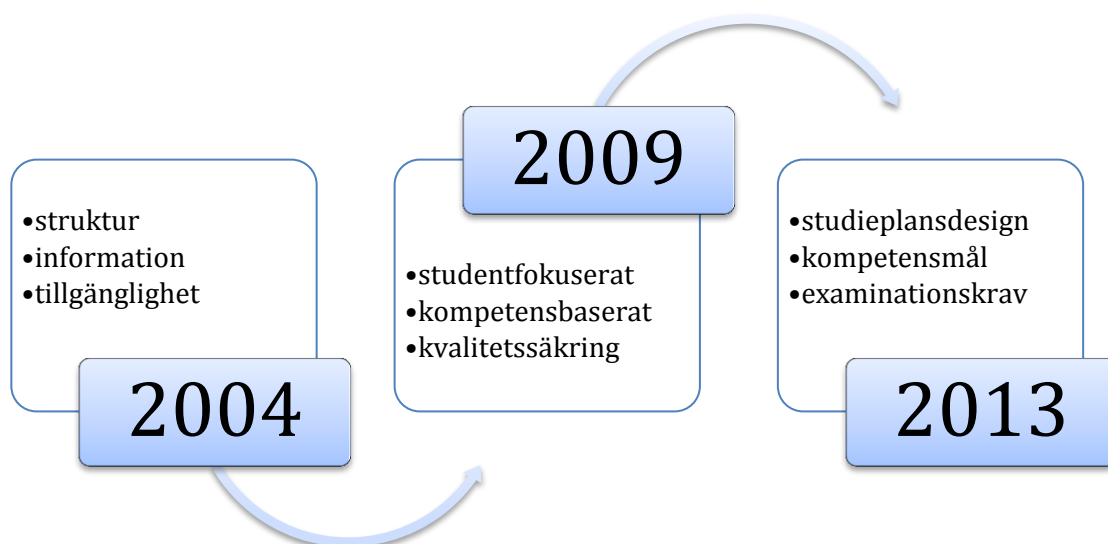 •struktur
•information
•tillgänglighet
2004
2009
•studentfokuserat
•kompetensbaserat
•kvalitetssäkring
•studieplansdesign
•kompetensmål
•examinationskrav
2013